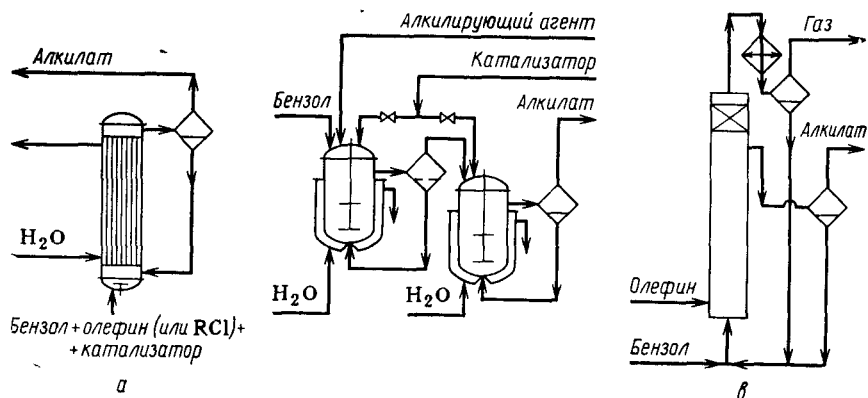 Алкилат
H₂O
Бензол + олефин (или RCl) +
+ катализатор
а
Алкилирующий агент
Катализатор
Бензол
Алкилат
H₂O
H₂O
Газ
Алкилат
Олефин
Бензол
в